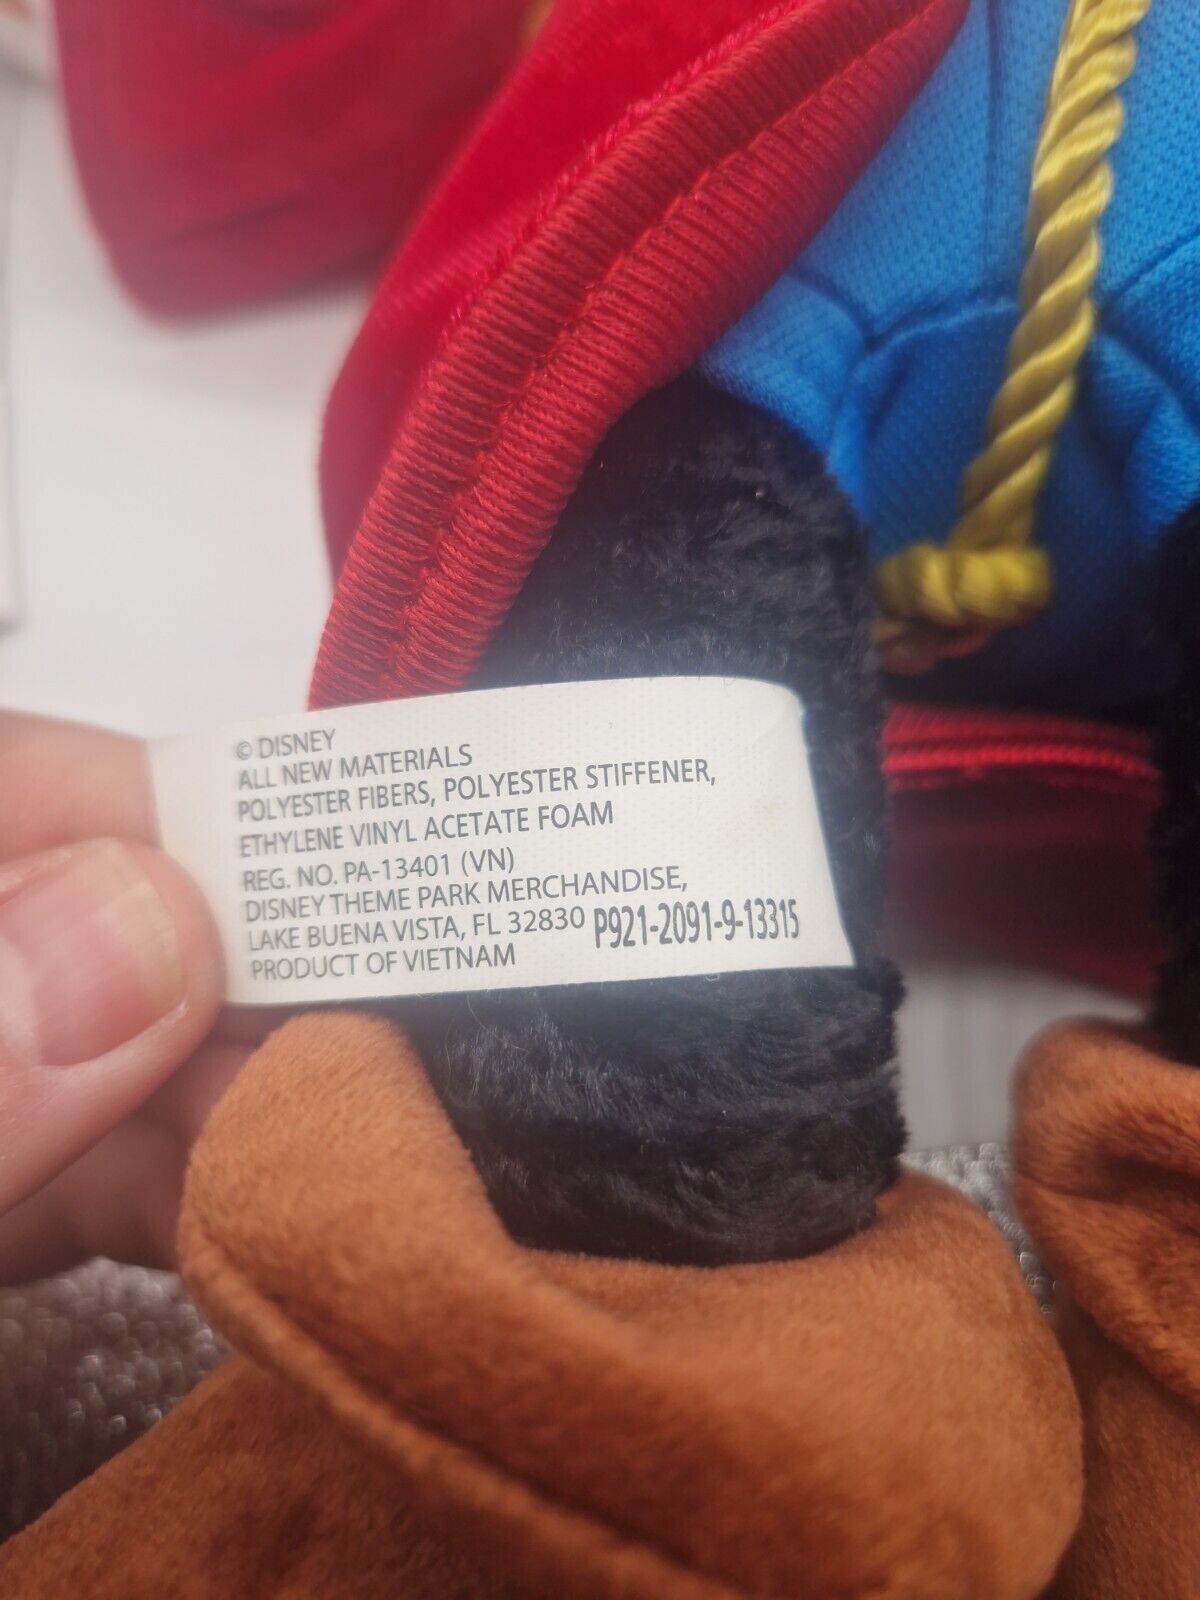 © DISNEY
ALL NEW MATERIALS
POLYESTER FIBERS, POLYESTER STIFFENER,
ETHYLENE VINYL ACETATE FOAM
REG. NO. PA-13401 (VN)
DISNEY THEME PARK MERCHANDISE,
LAKE BUENA VISTA, FL 32830 P921-2091-9-13315
PRODUCT OF VIETNAM